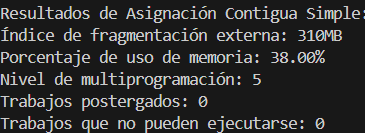 Resultados de Asignación Contigua Simple:
Índice de fragmentación externa: 310MB
Porcentaje de uso de memoria: 38.00%
Nivel de multiprogramación: 5
Trabajos postergados: 0
Trabajos que no pueden ejecutarse: 0